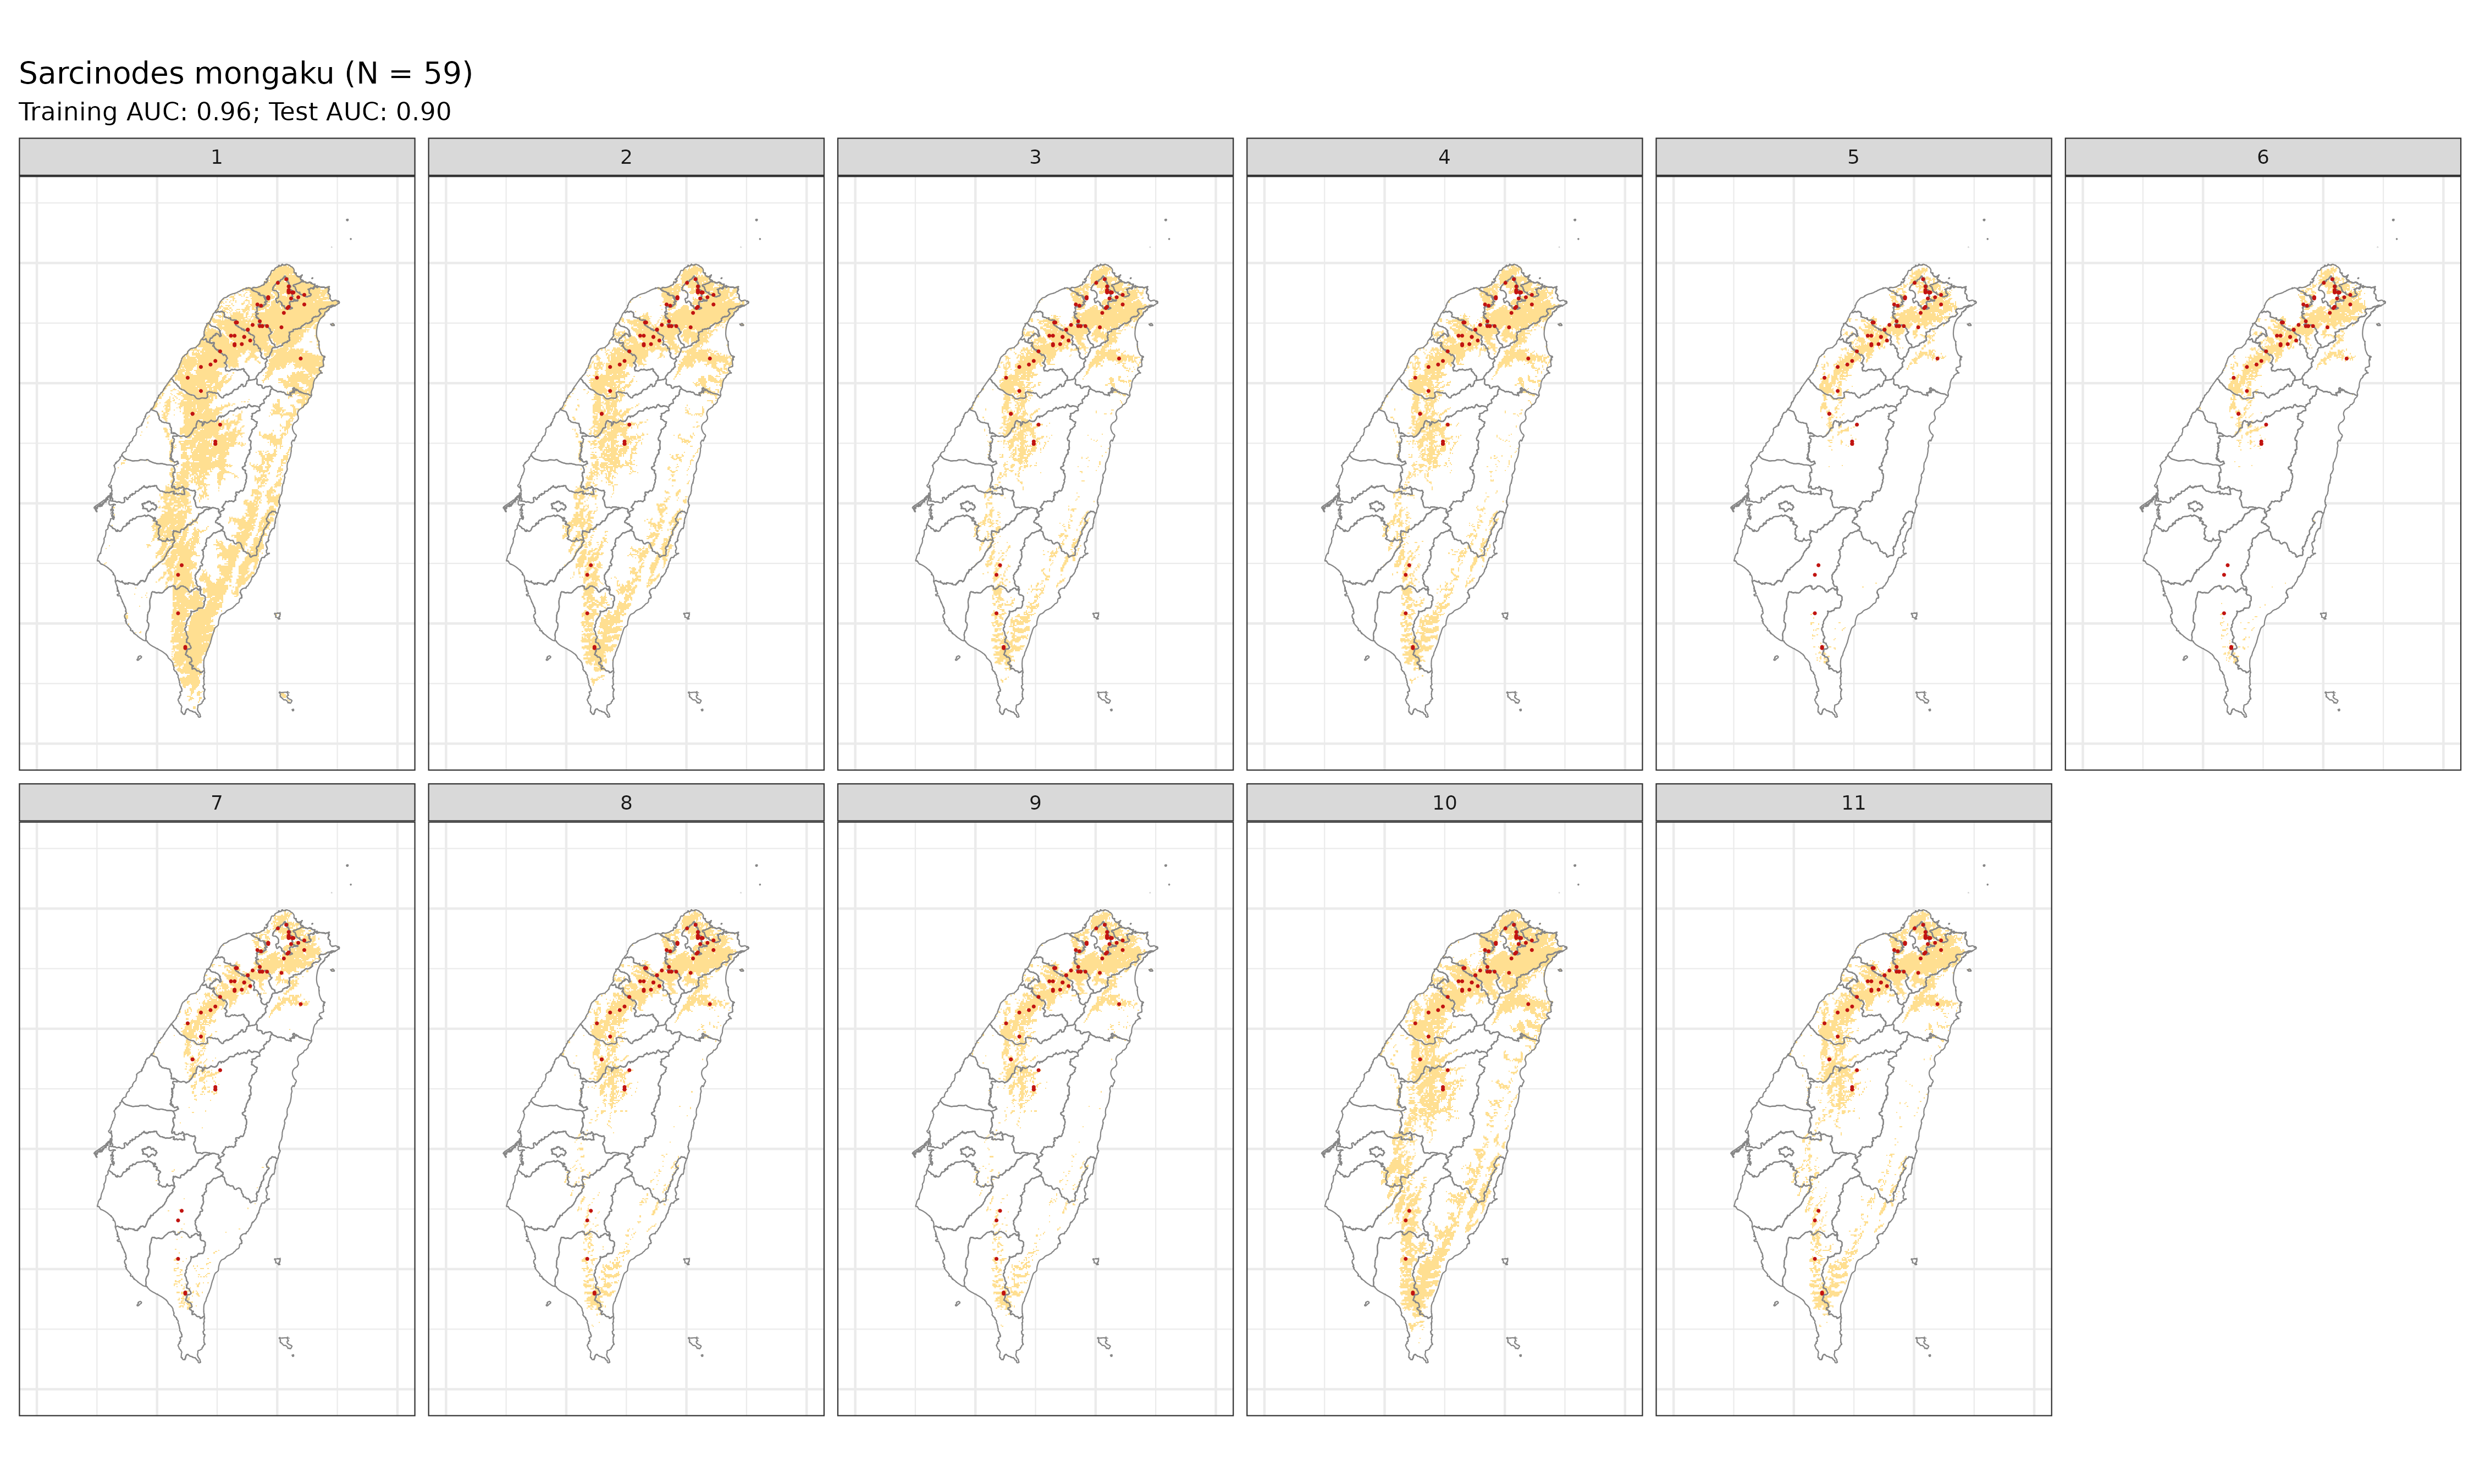 Sarcinodes mongaku (N = 59)
Training AUC: 0.96; Test AUC: 0.90
1 2 3 4 5 6
7 8 9 10 11